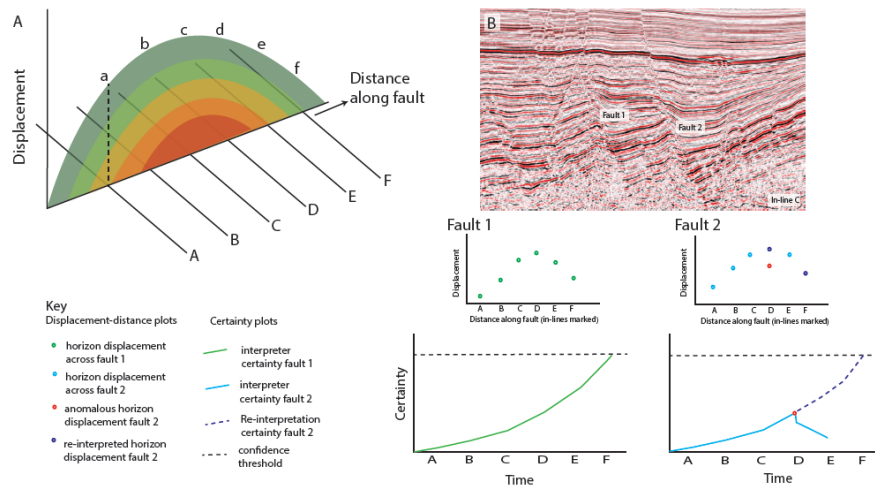 A
Displacement
a
b
c
d
e
f
Distance
along fault
A
B
C
D
E
F
B
Fault 1
Fault 2
In-line C
Fault 1
Displacement
A B C D E F
Distance along fault (in-lines marked)
Fault 2
Displacement
A B C D E F
Distance along fault (in-lines marked)
Key
Displacement-distance plots
horizon displacement
across fault 1
horizon displacement
across fault 2
anomalous horizon
displacement fault 2
re-interpreted horizon
displacement fault 2
Certainty plots
interpreter
certainty fault 1
interpreter
certainty fault 2
Re-interpretation
certainty fault 2
confidence
threshold
Certainty
A B C D E F
Time
A B C D E F
Time